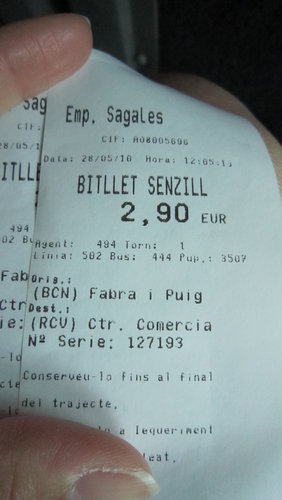 Emp. Sagales
CIF: A08005696
Data: 28/05/10 Hora: 12:05:13
BITLLET SENZILL
2,90 EUR
Agent: 494 Torn: 1
Linia: 502 Bus: 444 Pup.: 3507
Orig.:
(BCN) Fabra i Puig
Dest.:
(RCV) Ctr. Comercia
Nº Serie: 127193
Conserveu-lo fins al final
del trajecte,
a lequeriment